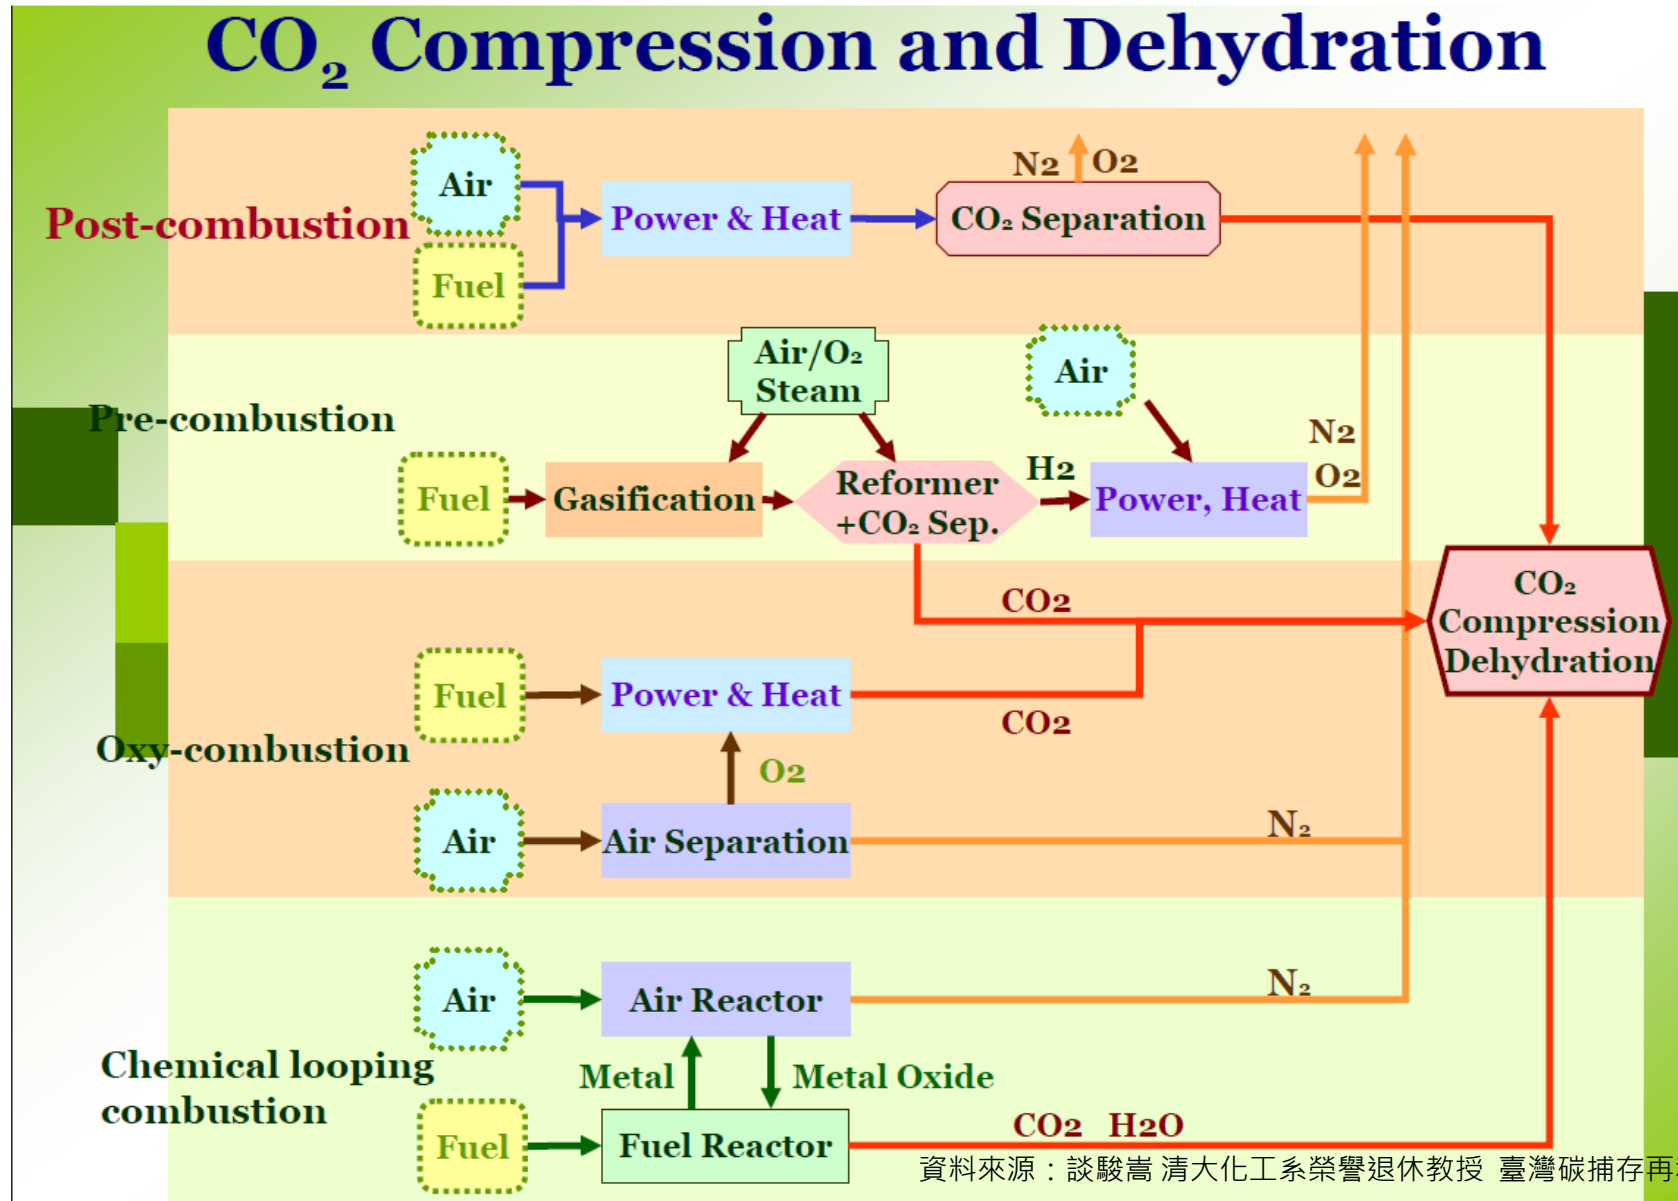 CO₂ Compression and Dehydration
Post-combustion
Air
Fuel
Power & Heat
N2
O2
CO₂ Separation
Pre-combustion
Fuel
Air/O₂
Steam
Gasification
Reformer
+CO₂ Sep.
H2
Air
Power, Heat
N2
O2
CO2
CO₂
Compression
Dehydration
Oxy-combustion
Fuel
Power & Heat
CO2
O2
Air
Air Separation
N₂
Chemical looping
combustion
Air
Air Reactor
N₂
Metal
Metal Oxide
Fuel
Fuel Reactor
CO2 H2O
資料來源：談駿嵩 清大化工系榮譽退休教授 臺灣碳捕存再